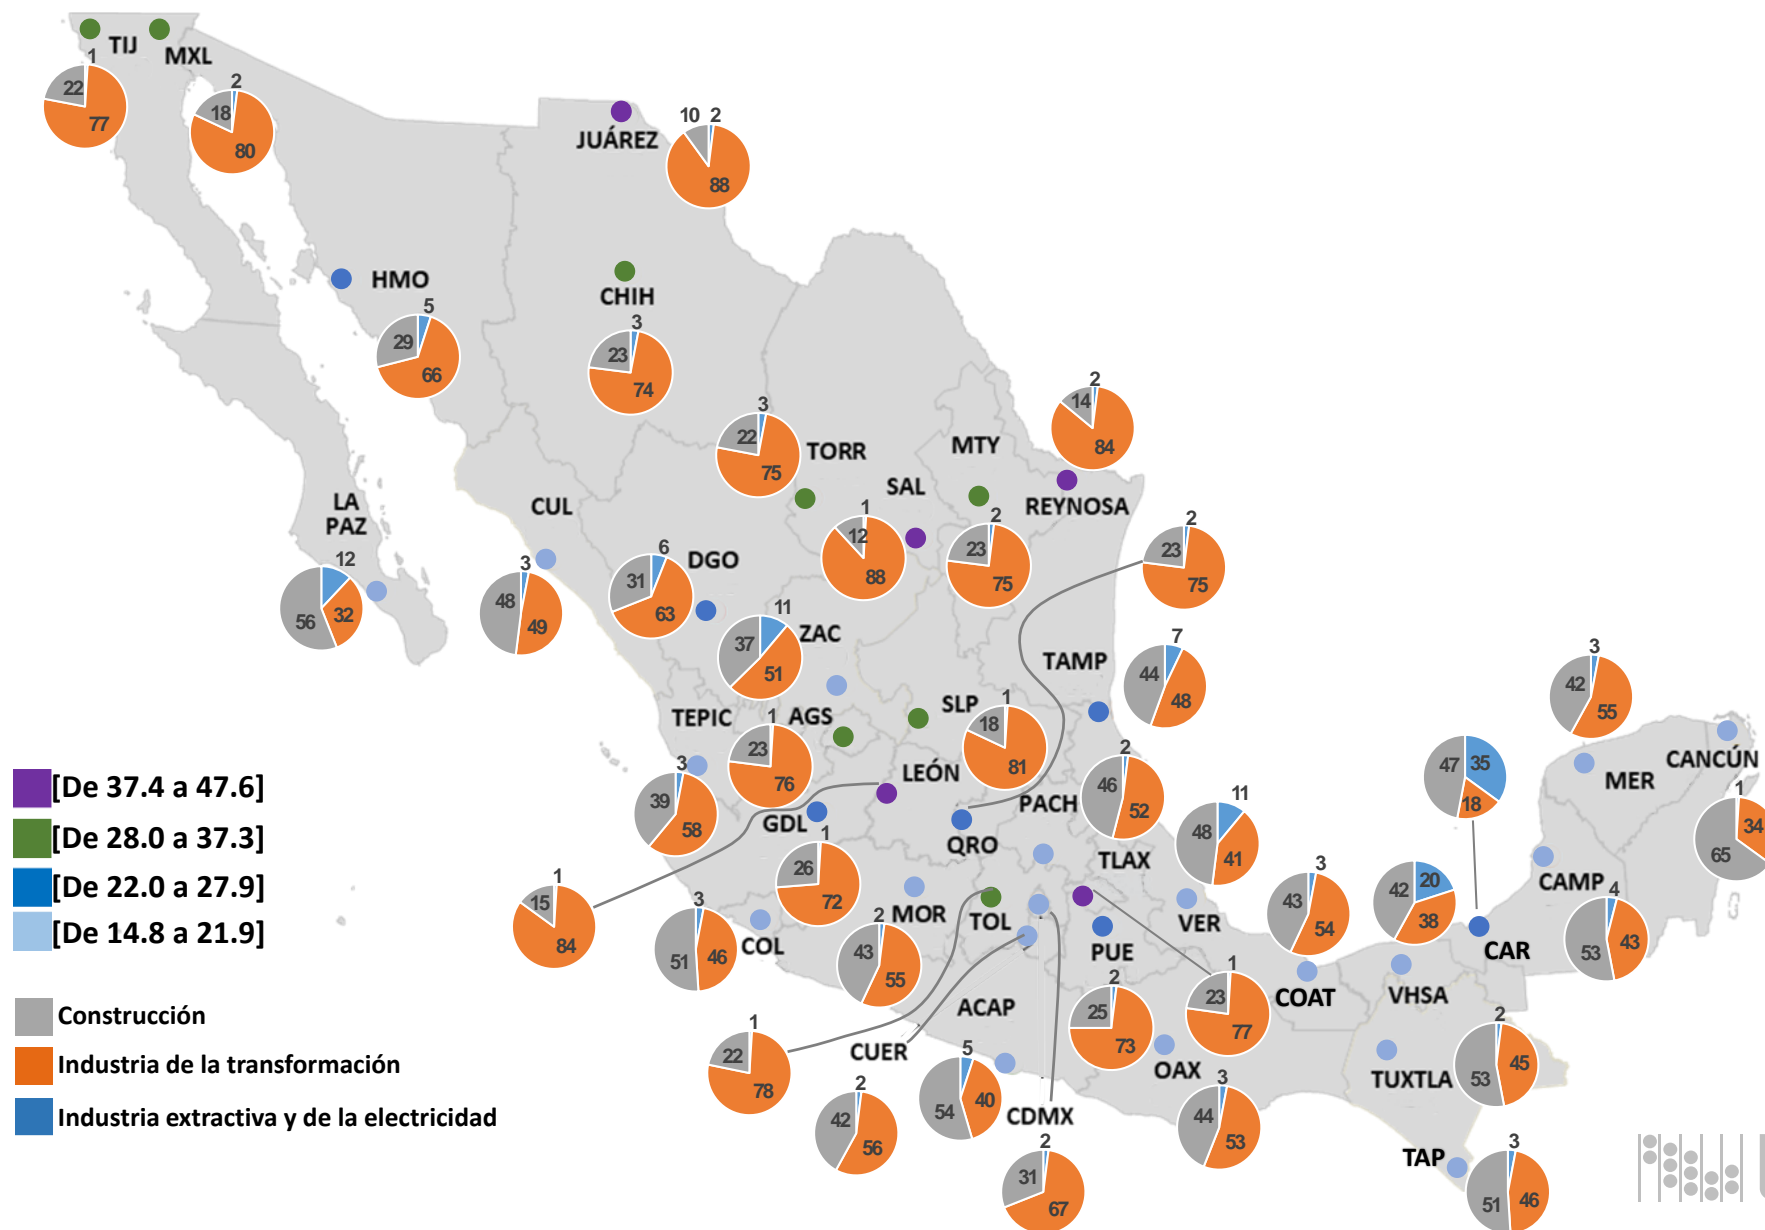 TIJ
MXL
1
22
77
2
18
80
JUÁREZ
10
2
88
HMO
5
29
66
CHIH
3
23
74
3
22
75
TORR
MTY
2
14
84
REYNOSA
SAL
1
12
88
2
23
75
2
23
75
LA
PAZ
12
56
32
CUL
3
48
49
DGO
6
31
63
ZAC
11
37
51
TAMP
7
44
48
TEPIC
3
39
58
AGS
1
23
76
SLP
1
18
81
LEÓN
GDL
1
26
72
QRO
PACH
2
46
52
TLAX
11
48
41
VER
3
42
55
MER
CANCÚN
1
34
65
47
35
18
CAR
CAMP
4
53
43
[De 37.4 a 47.6]
[De 28.0 a 37.3]
[De 22.0 a 27.9]
[De 14.8 a 21.9]
1
15
84
COL
3
51
46
MOR
2
43
55
TOL
PUE
2
25
73
1
23
77
3
43
54
COAT
42
20
38
VHSA
Construcción
Industria de la transformación
Industria extractiva y de la electricidad
1
22
78
CUER
2
42
56
ACAP
5
54
40
CDMX
2
31
67
OAX
3
44
53
TUXTLA
2
53
45
TAP
3
51
46